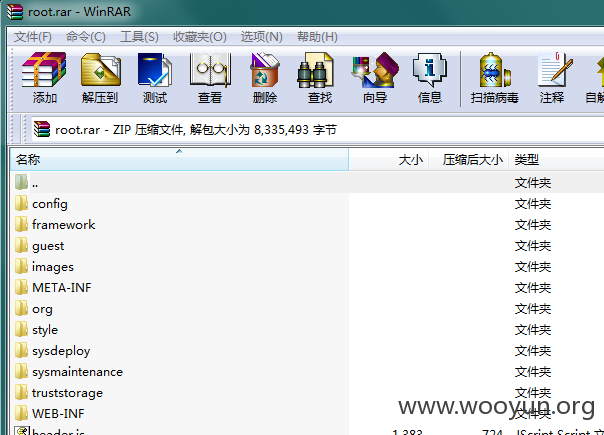 root.rar - WinRAR
文件(F) 命令(C) 工具(S) 收藏夹(O) 选项(N) 帮助(H)
添加 解压到 测试 查看 删除 查找 向导 信息 扫描病毒 注释
root.rar - ZIP 压缩文件, 解包大小为 8,335,493 字节
名称 大小 压缩后大小 类型
.. 文件夹
config 文件夹
framework 文件夹
guest 文件夹
images 文件夹
META-INF 文件夹
org 文件夹
style 文件夹
sysdeploy 文件夹
sysmaintenance 文件夹
truststorage 文件夹
WEB-INF 文件夹
www.wooyun.org
header.js 1,383 724 JScript Script